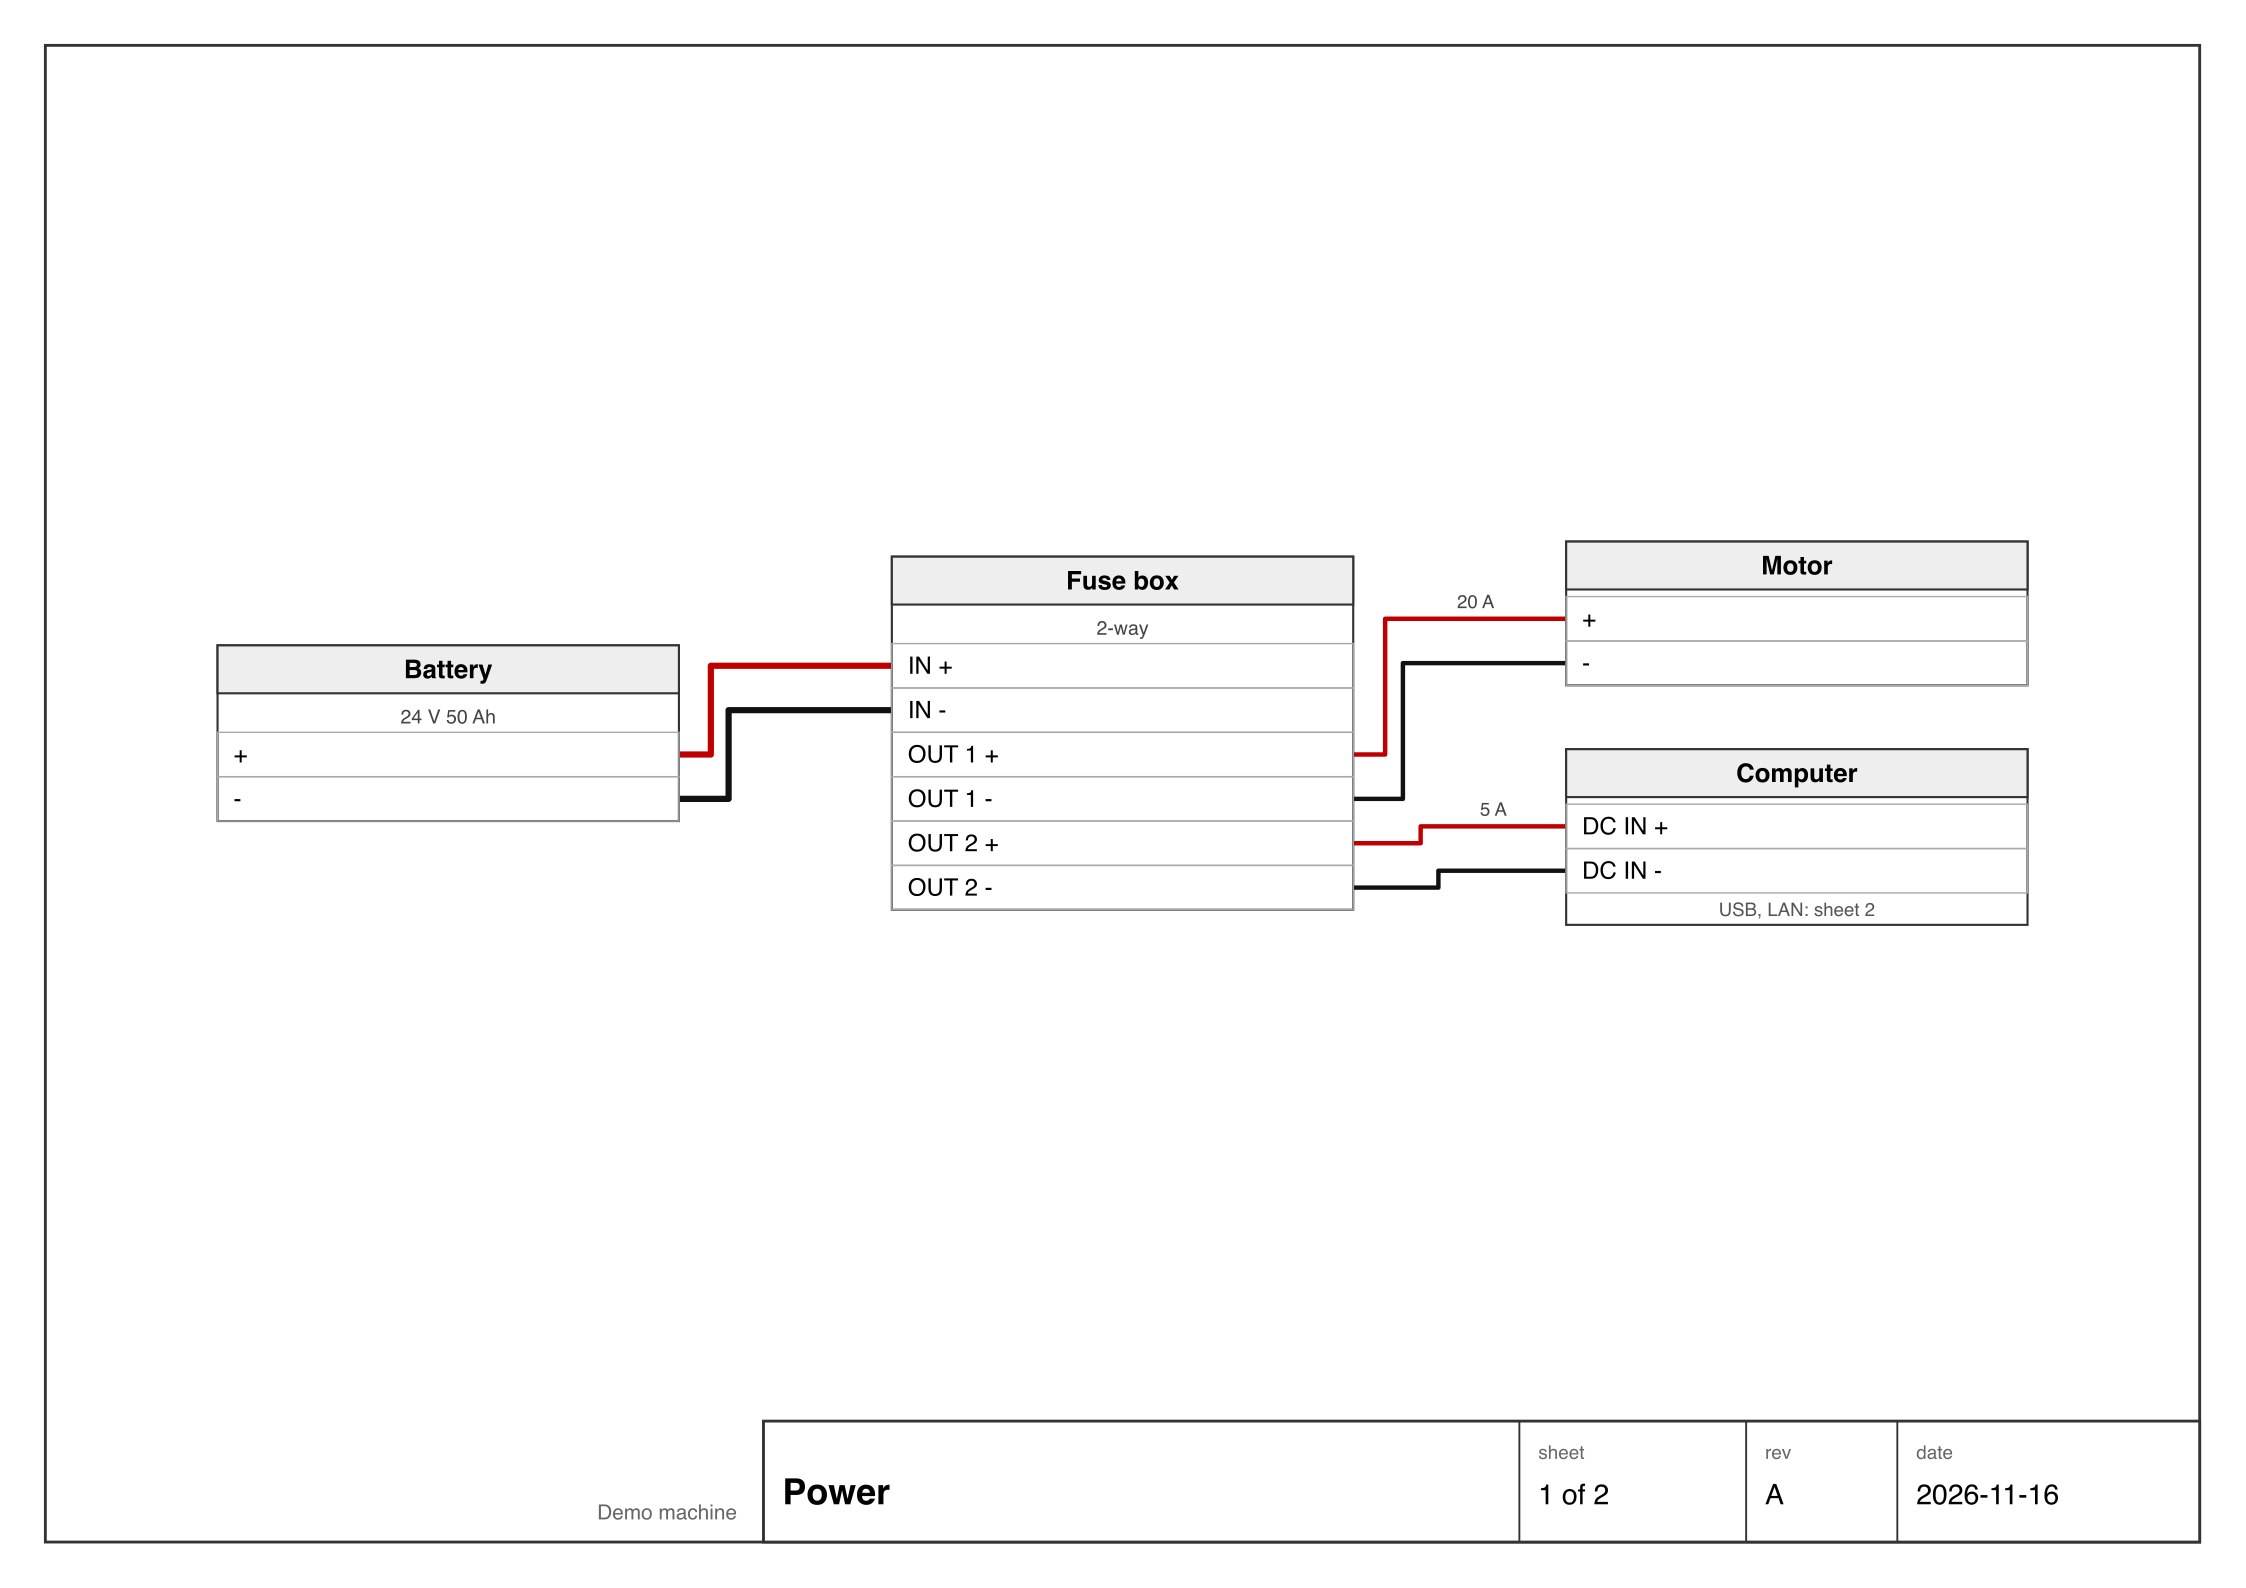 Battery
24 V 50 Ah
+
-
Fuse box
2-way
IN +
IN -
OUT 1 +
OUT 1 -
OUT 2 +
OUT 2 -
20 A
5 A
Motor
+
-
Computer
DC IN +
DC IN -
USB, LAN: sheet 2
Demo machine
Power
sheet
1 of 2
rev
A
date
2026-11-16